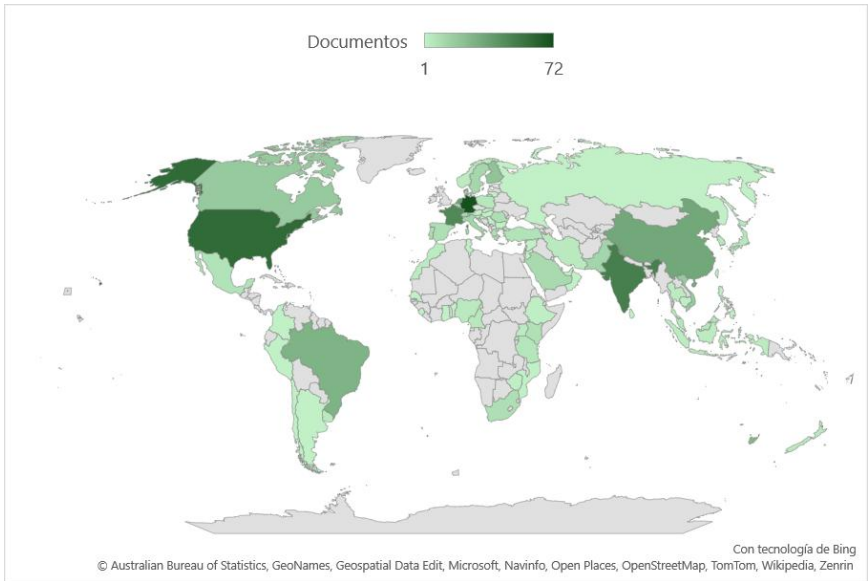 Documentos
1 72
Con tecnología de Bing
© Australian Bureau of Statistics, GeoNames, Geospatial Data Edit, Microsoft, Navinfo, Open Places, OpenStreetMap, TomTom, Wikipedia, Zenrin